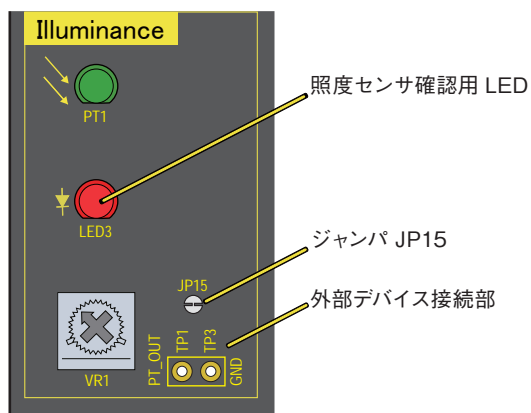 Illuminance
PT1
照度センサ確認用 LED
LED3
ジャンパ JP15
JP15
外部デバイス接続部
VR1
PT_OUT
TP1
TP3
GND